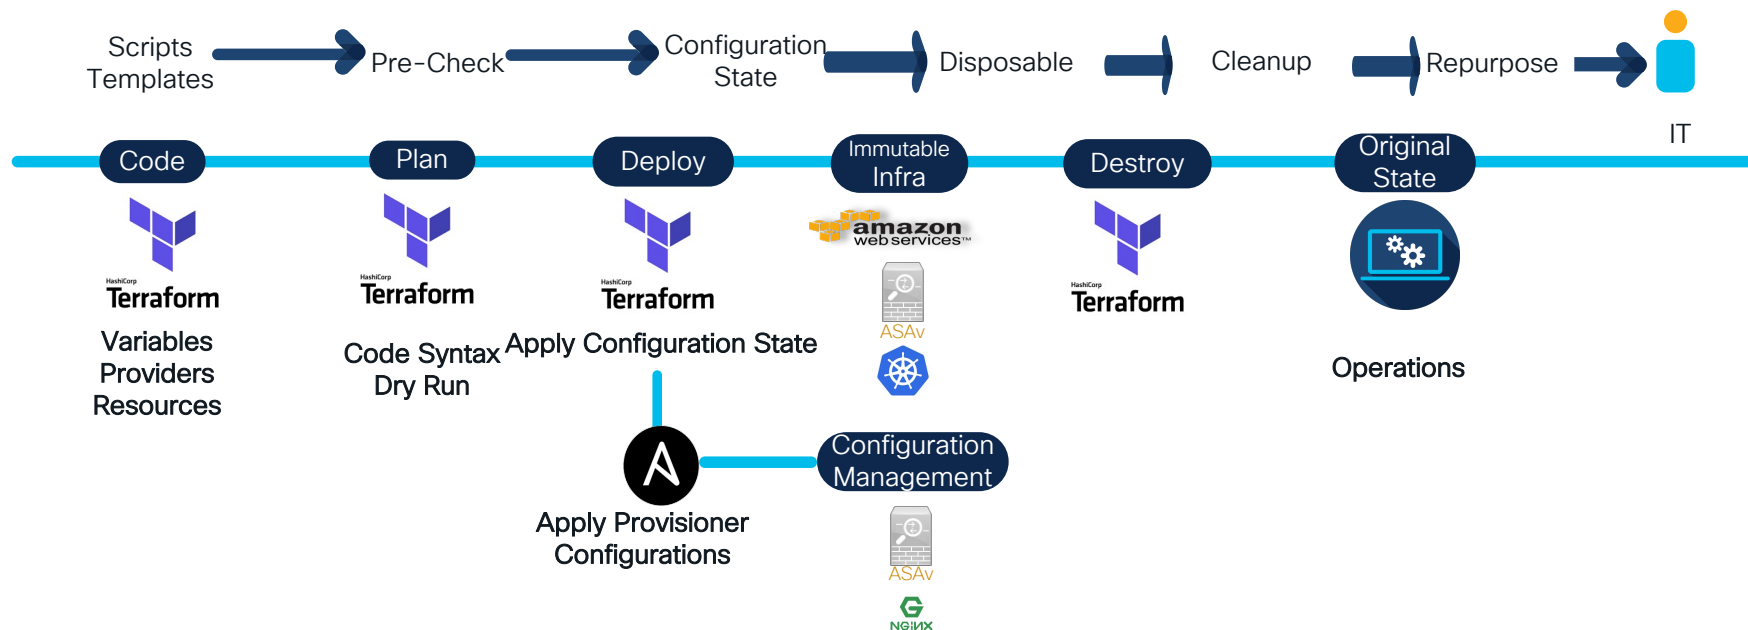 Scripts
Templates
Pre-Check
Configuration
State
Disposable
Cleanup
Repurpose
IT
Code
Plan
Deploy
Immutable
Infra
Destroy
Original
State
HashiCorp
Terraform
Variables
Providers
Resources
HashiCorp
Terraform
Code Syntax
Dry Run
HashiCorp
Terraform
Apply Configuration State
amazon
web services™
ASAv
HashiCorp
Terraform
Operations
Apply Provisioner
Configurations
Configuration
Management
ASAv
NGINX